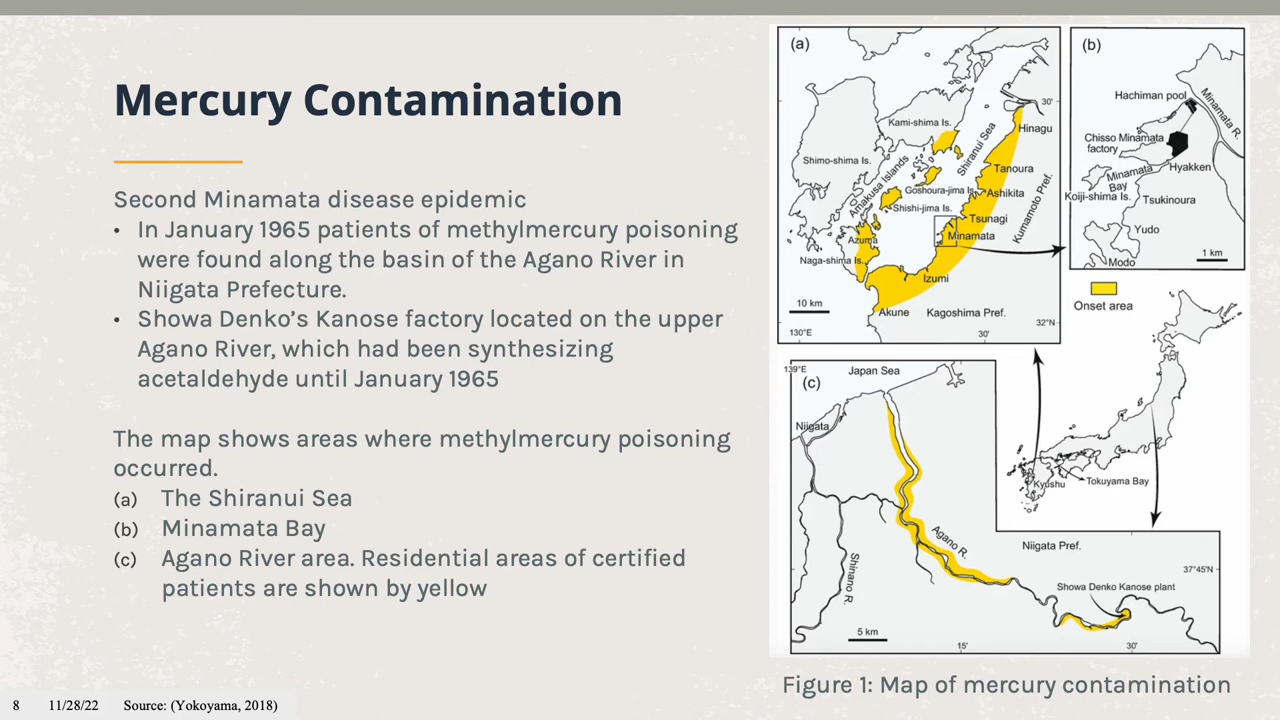 Mercury Contamination
Second Minamata disease epidemic
• In January 1965 patients of methylmercury poisoning
were found along the basin of the Agano River in
Niigata Prefecture.
• Showa Denko’s Kanose factory located on the upper
Agano River, which had been synthesizing
acetaldehyde until January 1965
The map shows areas where methylmercury poisoning
occurred.
(a) The Shiranui Sea
(b) Minamata Bay
(c) Agano River area. Residential areas of certified
patients are shown by yellow
8 11/28/22 Source: (Yokoyama, 2018)
(a)
30'
Kami-shima Is.
Hinagu
Shiranui Sea
Shimo-shima Is.
Tanoura
Amakusa Islands
Goshoura-jima Is.
Ashikita
Shishi-jima Is.
Kumamoto Pref.
Tsunagi
Azuma
Minamata
Naga-shima Is.
Izumi
10 km
Akune
Kagoshima Pref.
32°N
130°E
30'
(b)
Hachiman pool
Minamata R.
Chisso Minamata
factory
Hyakken
Minamata
Bay
Koiji-shima Is.
Tsukinoura
Yudo
Modo
1 km
Onset area
Kyushu
Tokuyama Bay
139°E
(c)
Japan Sea
Niigata
Agano R.
Niigata Pref.
Shinano R.
37°45'N
Showa Denko Kanose plant
5 km
15'
30'
Figure 1: Map of mercury contamination